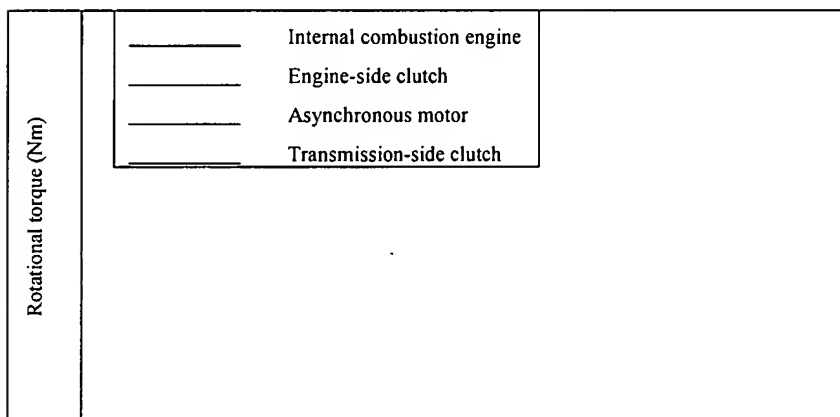 Internal combustion engine
Engine-side clutch
Asynchronous motor
Transmission-side clutch
Rotational torque (Nm)